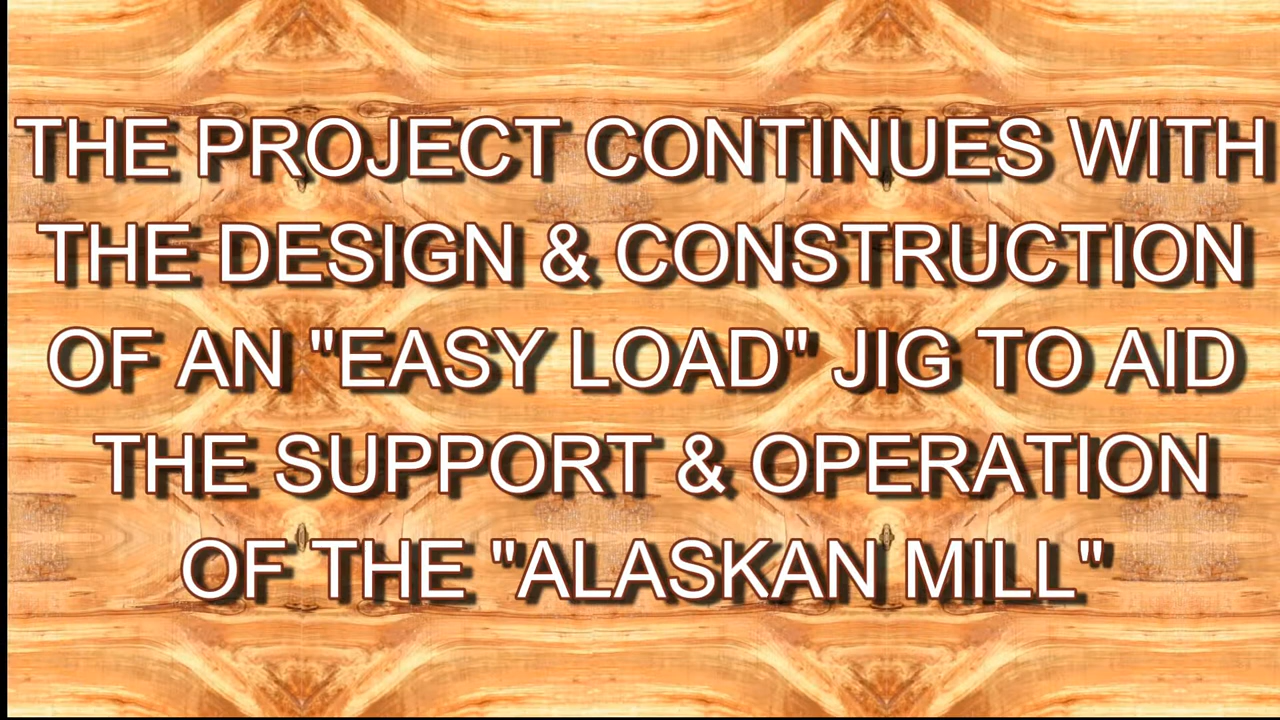 THE PROJECT CONTINUES WITH
THE DESIGN & CONSTRUCTION
OF AN "EASY LOAD" JIG TO AID
THE SUPPORT & OPERATION
OF THE "ALASKAN MILL"